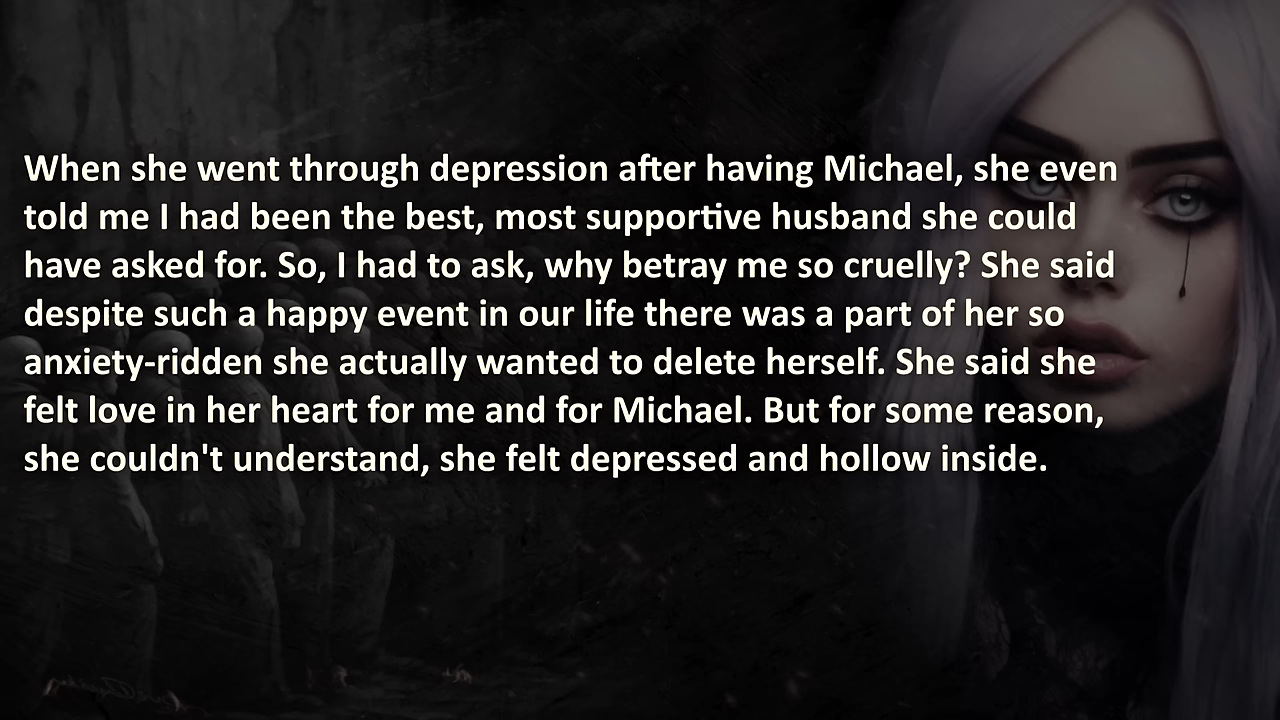 When she went through depression after having Michael, she even
told me I had been the best, most supportive husband she could
have asked for. So, I had to ask, why betray me so cruelly? She said
despite such a happy event in our life there was a part of her so
anxiety-ridden she actually wanted to delete herself. She said she
felt love in her heart for me and for Michael. But for some reason,
she couldn't understand, she felt depressed and hollow inside.